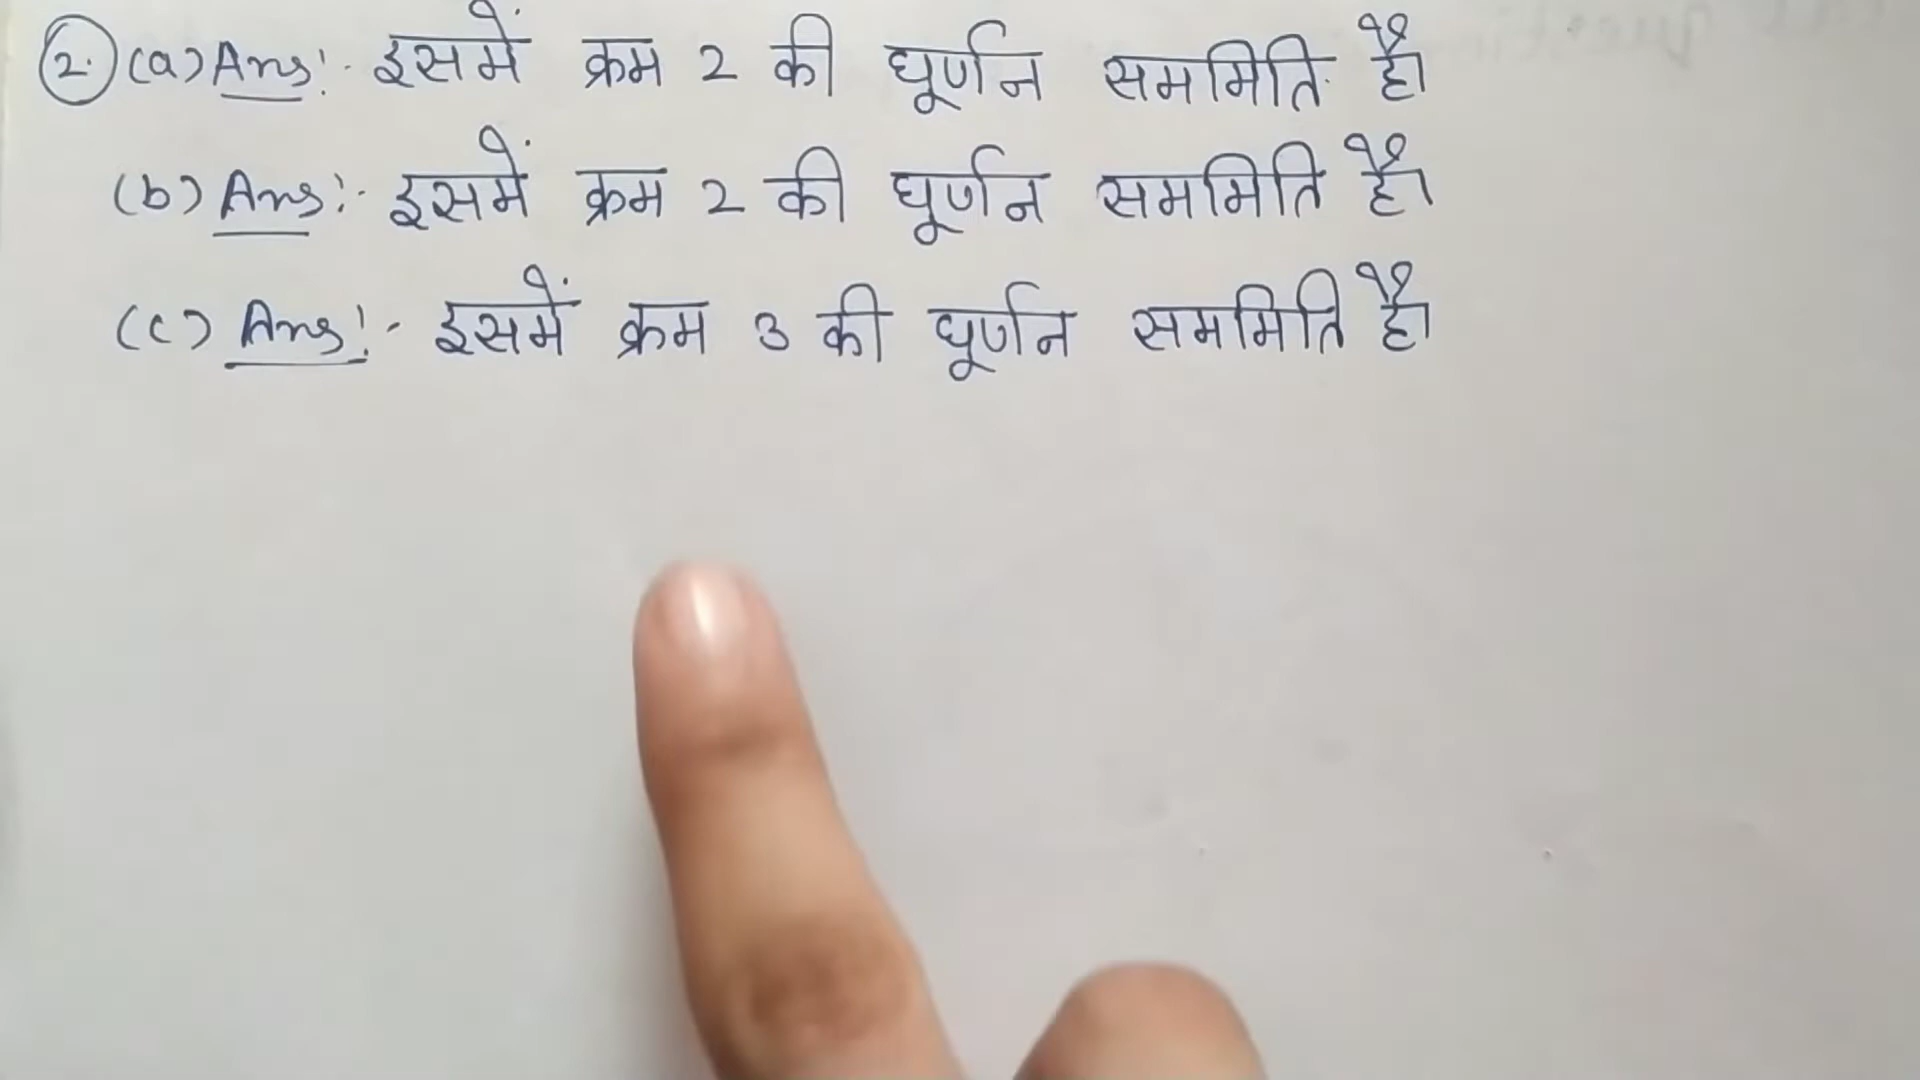 2. (a) Ans:- इसमें क्रम 2 की घूर्णन सममिति है।
(b) Ans:- इसमें क्रम 2 की घूर्णन सममिति है।
(c) Ans:- इसमें क्रम 3 की घूर्णन सममिति है।